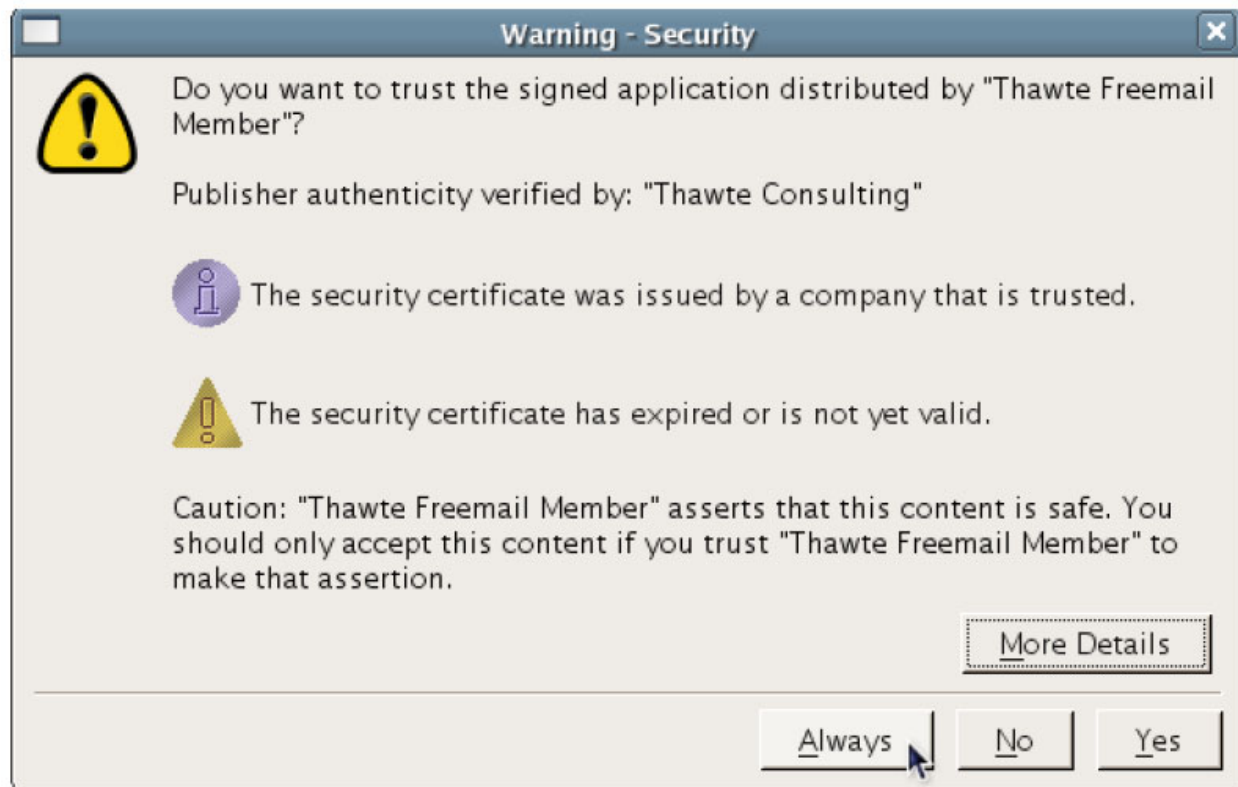 Warning - Security
Do you want to trust the signed application distributed by "Thawte Freemail
Member"?
Publisher authenticity verified by: "Thawte Consulting"
The security certificate was issued by a company that is trusted.
The security certificate has expired or is not yet valid.
Caution: "Thawte Freemail Member" asserts that this content is safe. You
should only accept this content if you trust "Thawte Freemail Member" to
make that assertion.
More Details
Always No Yes